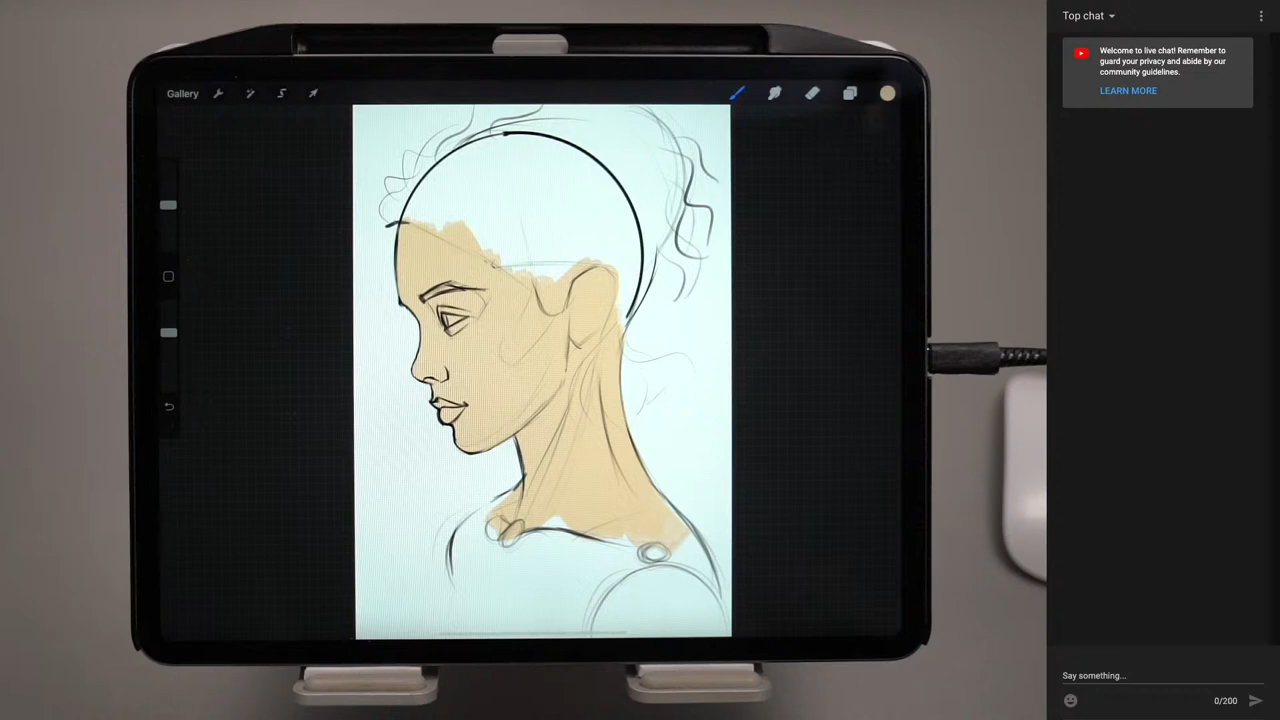 Gallery
Top chat
Welcome to live chat! Remember to
guard your privacy and abide by our
community guidelines.
LEARN MORE
Say something...
0/200